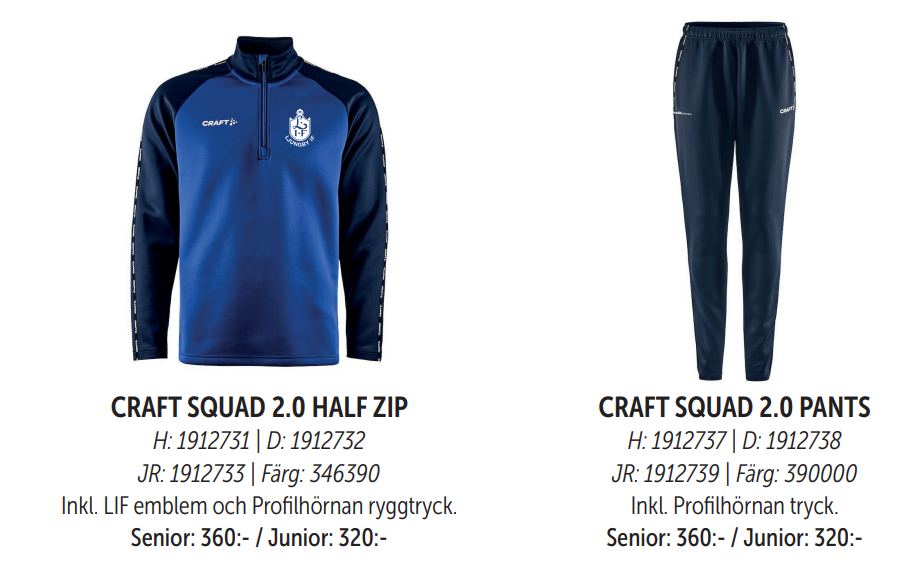 CRAFT
L
I·F
LJUNGBY IF
CRAFT
CRAFT SQUAD 2.0 HALF ZIP
H: 1912731 | D: 1912732
JR: 1912733 | Färg: 346390
Inkl. LIF emblem och Profilhörnan ryggtryck.
Senior: 360:- / Junior: 320:-
CRAFT SQUAD 2.0 PANTS
H: 1912737 | D: 1912738
JR: 1912739 | Färg: 390000
Inkl. Profilhörnan tryck.
Senior: 360:- / Junior: 320:-